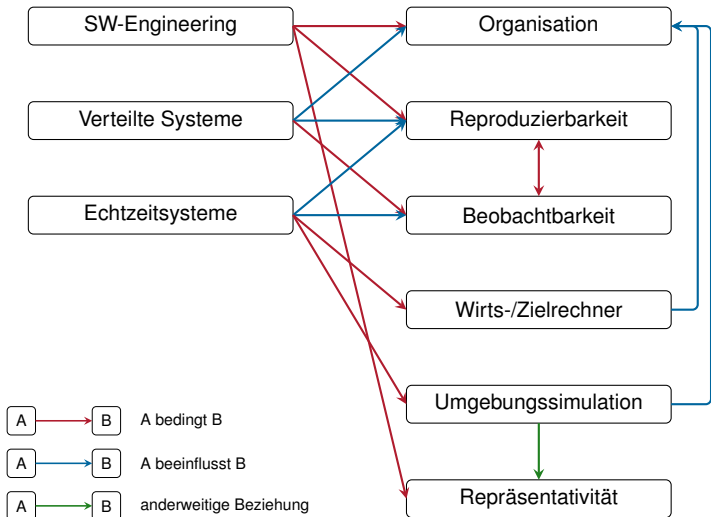 SW-Engineering
Organisation
Verteilte Systeme
Reproduzierbarkeit
Echtzeitsysteme
Beobachtbarkeit
Wirts-/Zielrechner
Umgebungssimulation
Repräsentativität
A B A bedingt B
A B A beeinflusst B
A B anderweitige Beziehung